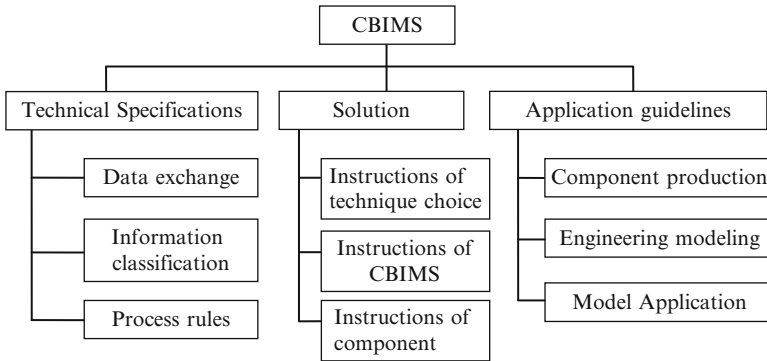 CBIMS
Technical Specifications
Solution
Application guidelines
Data exchange
Information
classification
Process rules
Instructions of
technique choice
Instructions of
CBIMS
Instructions of
component
Component production
Engineering modeling
Model Application